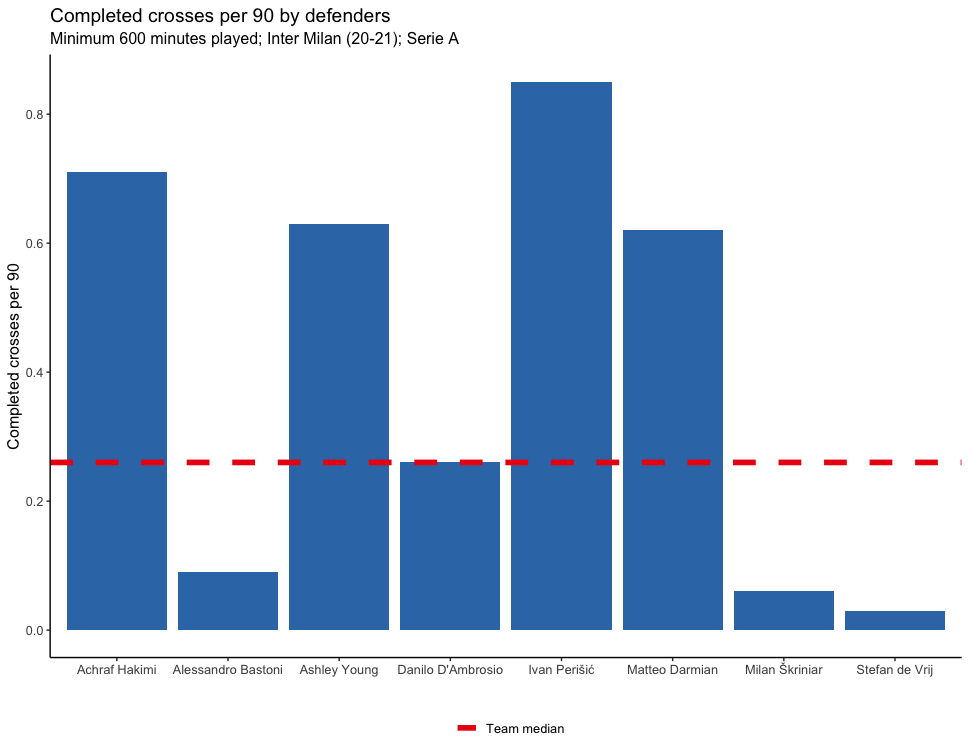 Completed crosses per 90 by defenders
Minimum 600 minutes played; Inter Milan (20-21); Serie A
Completed crosses per 90
0.8
0.6
0.4
0.2
0.0
Achraf Hakimi
Alessandro Bastoni
Ashley Young
Danilo D'Ambrosio
Ivan Perišić
Matteo Darmian
Milan Škriniar
Stefan de Vrij
Team median